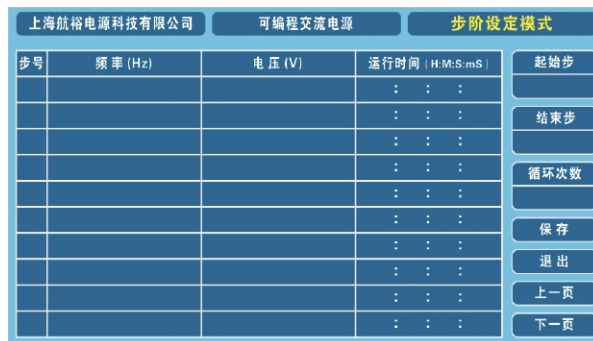 上海航裕电源科技有限公司 可编程交流电源 步阶设定模式
步号 频率(Hz) 电压(V) 运行时间(H:M:S:mS) 起始步
: : :
: : : 结束步
: : :
: : : 循环次数
: : :
: : : 保存
: : : 退出
: : :
: : : 上一页
: : : 下一页